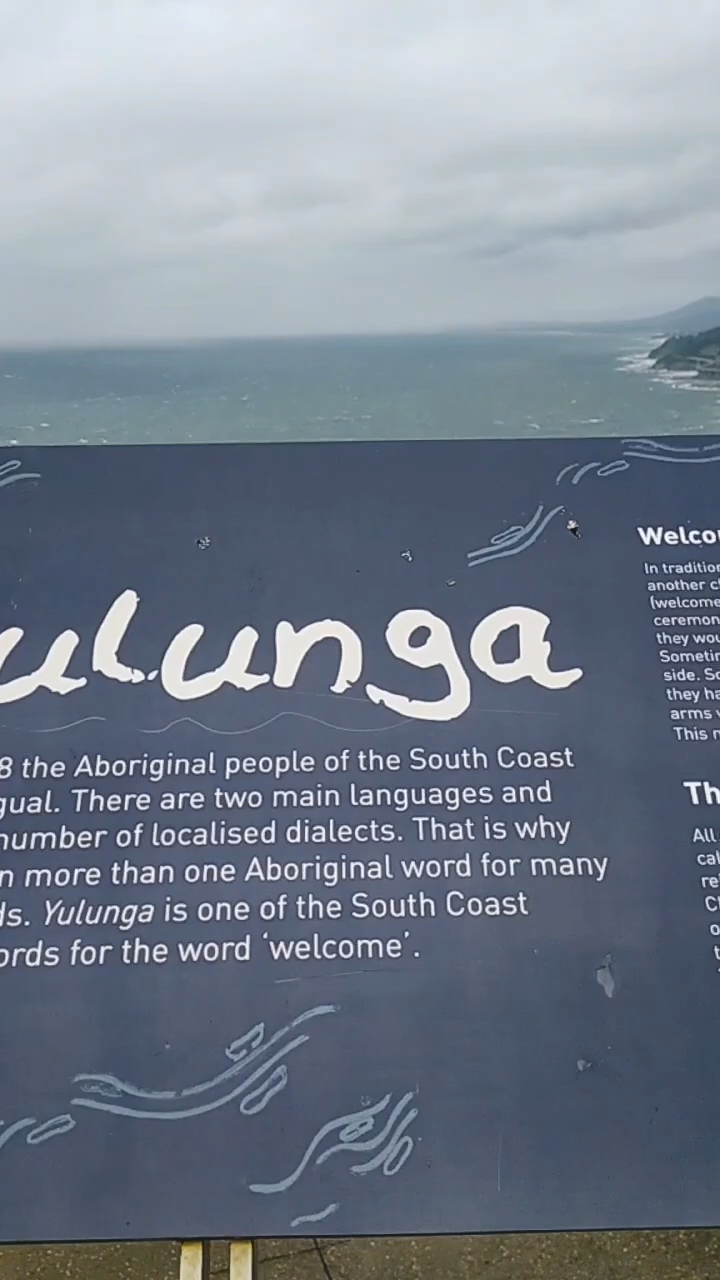 ulunga
8 the Aboriginal people of the South Coast
gual. There are two main languages and
number of localised dialects. That is why
n more than one Aboriginal word for many
ds. Yulunga is one of the South Coast
ords for the word ‘welcome’.
Welco
In traditio
another c
(welcome
ceremon
they wou
Someti
side. So
they ha
arms
This
Th
All
cal
re
C
o
t